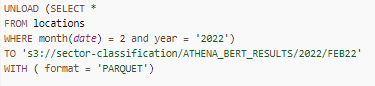 UNLOAD (SELECT *
FROM locations
WHERE month(date) = 2 and year = '2022')
TO 's3://sector-classification/ATHENA_BERT_RESULTS/2022/FEB22'
WITH ( format = 'PARQUET')